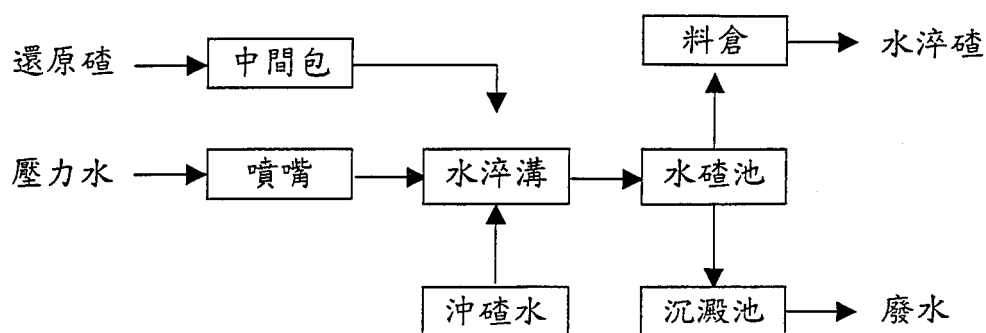 料倉
水淬碴
還原碴
中間包
壓力水
噴嘴
水淬溝
水碴池
沖碴水
沉澱池
廢水